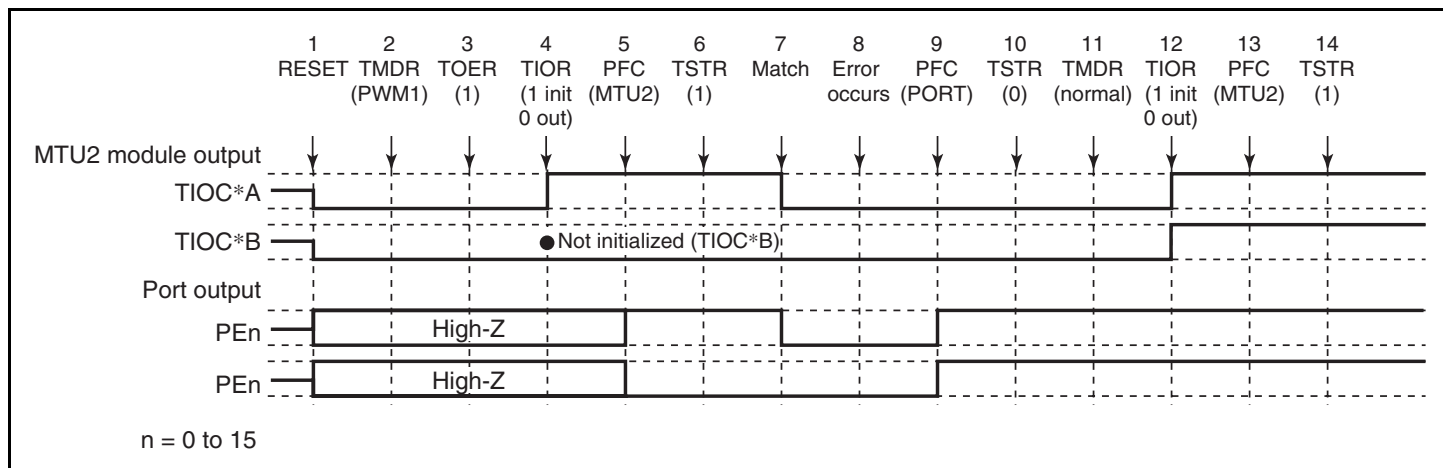 1 2 3 4 5 6 7 8 9 10 11 12 13 14
RESET TMDR TOER TIOR PFC TSTR Match Error PFC TSTR TMDR TIOR PFC TSTR
(PWM1) (1) (1 init (MTU2) (1) occurs (PORT) (0) (normal) (1 init (MTU2) (1)
0 out) 0 out)
MTU2 module output
TIOC*A
TIOC*B ● Not initialized (TIOC*B)
Port output
PEn High-Z
PEn High-Z
n = 0 to 15